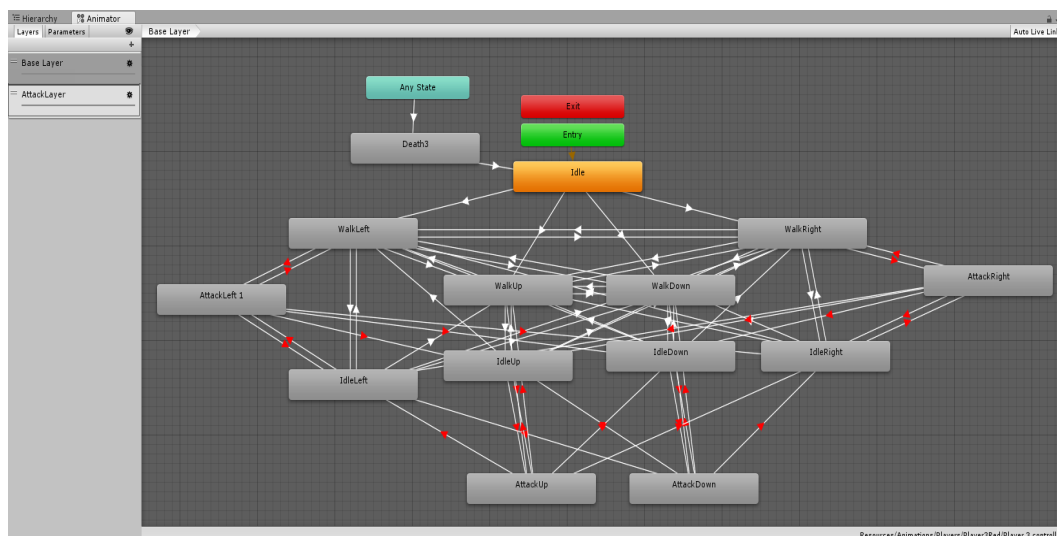 Hierarchy
Animator
Layers Parameters
Base Layer
Auto Live Link
Base Layer
AttackLayer
Any State
Exit
Entry
Death3
Idle
WalkLeft
WalkRight
AttackRight
WalkUp
WalkDown
AttackLeft 1
IdleUp
IdleDown
IdleRight
IdleLeft
AttackUp
AttackDown